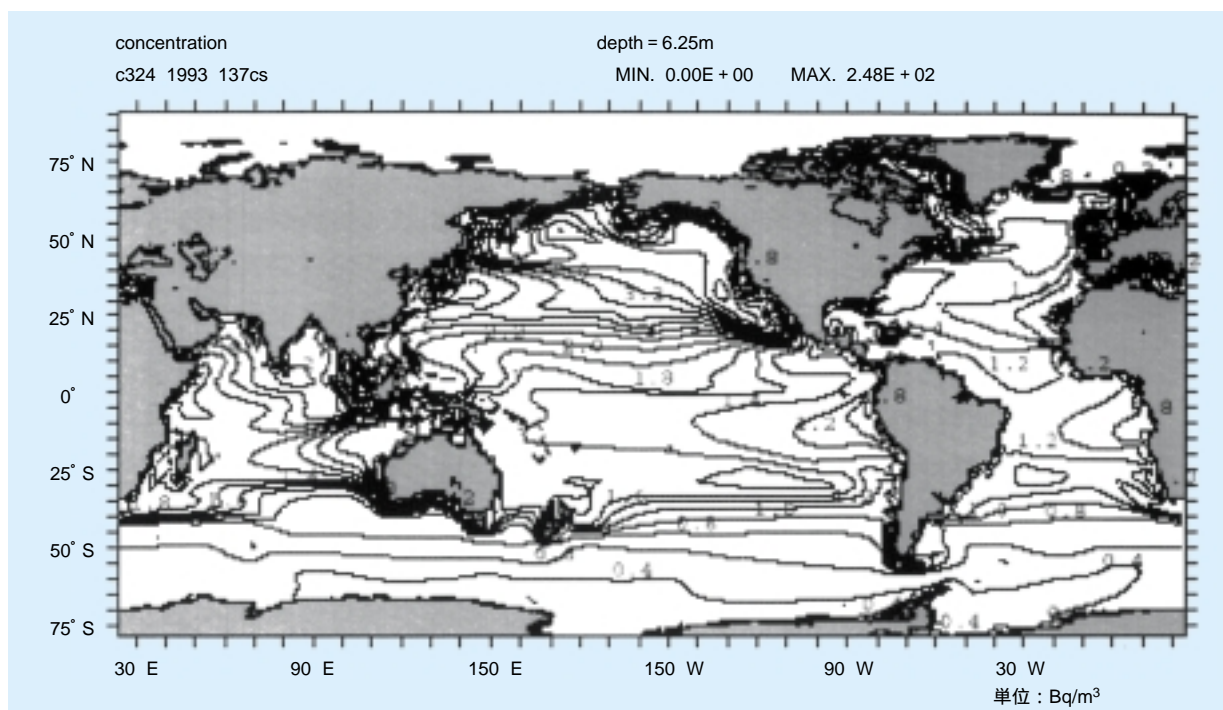 concentration
depth = 6.25m
c324 1993 137cs
MIN. 0.00E + 00 MAX. 2.48E + 02
75° N
50° N
25° N
0°
25° S
50° S
75° S
1.8
1.2
1.2
0.8
0.4
0.4
30 E
90 E
150 E
150 W
90 W
30 W
単位：Bq/m³